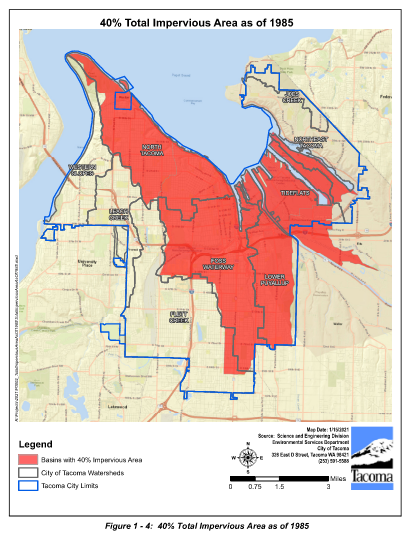 40% Total Impervious Area as of 1985
JOES
CREEK
NORTHEAST
TACOMA
NORTH
TACOMA
WESTERN
SLOPES
TIDEFLATS
LEACH
CREEK
FOSS
WATERWAY
LOWER
PUYALLUP
University
Place
FLETT
CREEK
Lakewood
Map Date: 1/15/2021
Source: Science and Engineering Division
Environmental Services Department
City of Tacoma
326 East D Street, Tacoma WA 98421
(253) 591-5588
Legend
Basins with 40% Impervious Area
City of Tacoma Watersheds
Tacoma City Limits
N
W E
S
Miles
0 0.75 1.5 3
Tacoma
Figure 1 - 4: 40% Total Impervious Area as of 1985